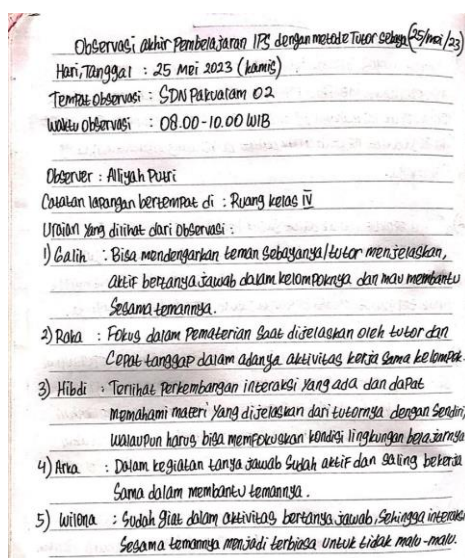 Observasi akhir Pembelajaran IPS dengan metode Tutor sebaya (25/mei/23)
Hari, Tanggal : 25 Mei 2023 (kamis)
Tempat observasi : SDN Pakualam 02
Waktu Observasi : 08.00-10.00 WIB
Observer : Alliyah Putri
Catatan lapangan bertempat di : Ruang kelas IV
Uraian yang dilihat dari Observasi :
1) Galih : Bisa mendengarkan teman sebayanya/tutor menjelaskan,
aktif bertanya jawab dalam kelompoknya dan mau membantu
Sesama temannya.
2) Raha : Fokus dalam Pematerian Saat dijelaskan oleh tutor dan
Cepat tanggap dalam adanya aktivitas kerja sama kelompok.
3) Hibdi : Terlihat Perkembangan interaksi yang ada dan dapat
memahami materi yang dijelaskan dari tutornya dengan Sendiri,
walaupun harus bisa memfokuskan kondisi lingkungan belajarnya
4) Arka : Dalam kegiatan tanya jawab Sudah aktif dan saling bekerja
Sama dalam membantu temannya.
5) Wilona : Sudah Giat dalam aktivitas bertanya jawab, Sehingga interaksi
Sesama temannya menjadi terbiasa untuk tidak malu-malu.